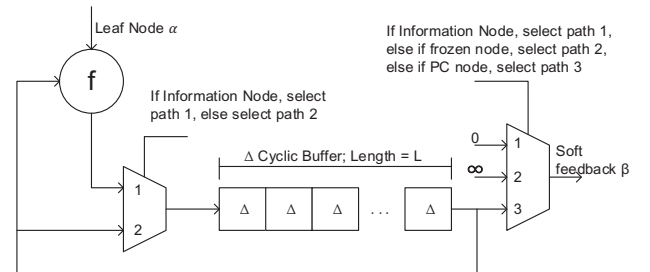 Leaf Node α
f
If Information Node, select
path 1, else select path 2
If Information Node, select path 1,
else if frozen node, select path 2,
else if PC node, select path 3
Δ Cyclic Buffer; Length = L
1
2
Δ Δ Δ ... Δ
0
∞
1
2
3
Soft
feedback β